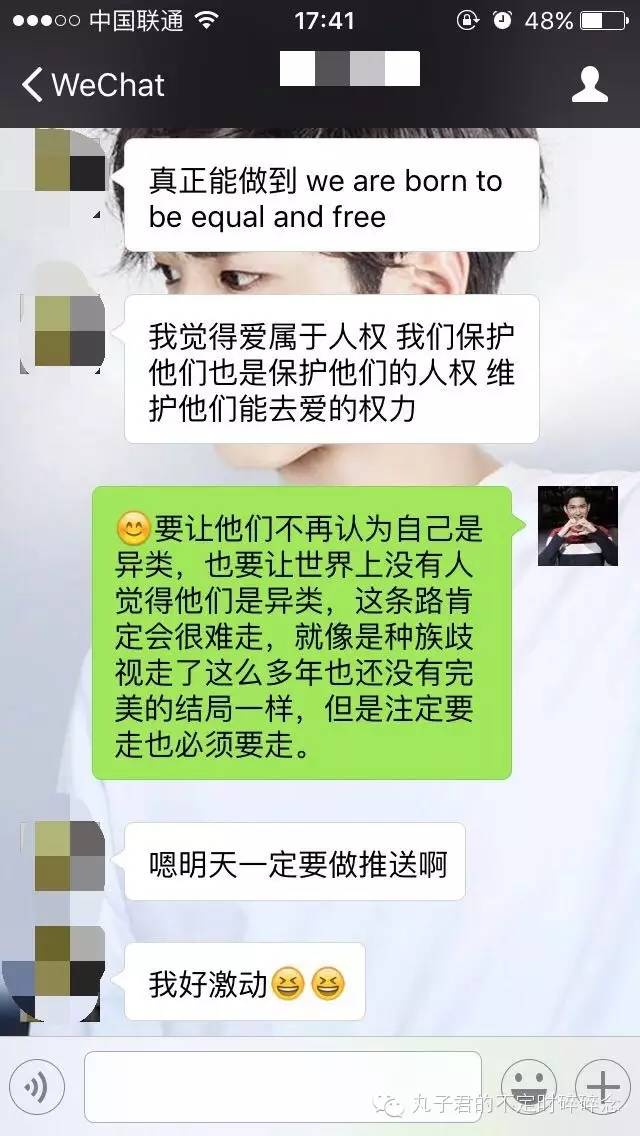 中国联通 17:41 48%
WeChat
真正能做到 we are born to
be equal and free
我觉得爱属于人权 我们保护
他们也是保护他们的人权 维
护他们能去爱的权力
😊要让他们不再认为自己是
异类，也要让世界上没有人
觉得他们是异类，这条路肯
定会很难走，就像是种族歧
视走了这么多年也还没有完
美的结局一样，但是注定要
走也必须要走。
嗯明天一定要做推送啊
我好激动😆😆
丸子君的不定时碎碎念